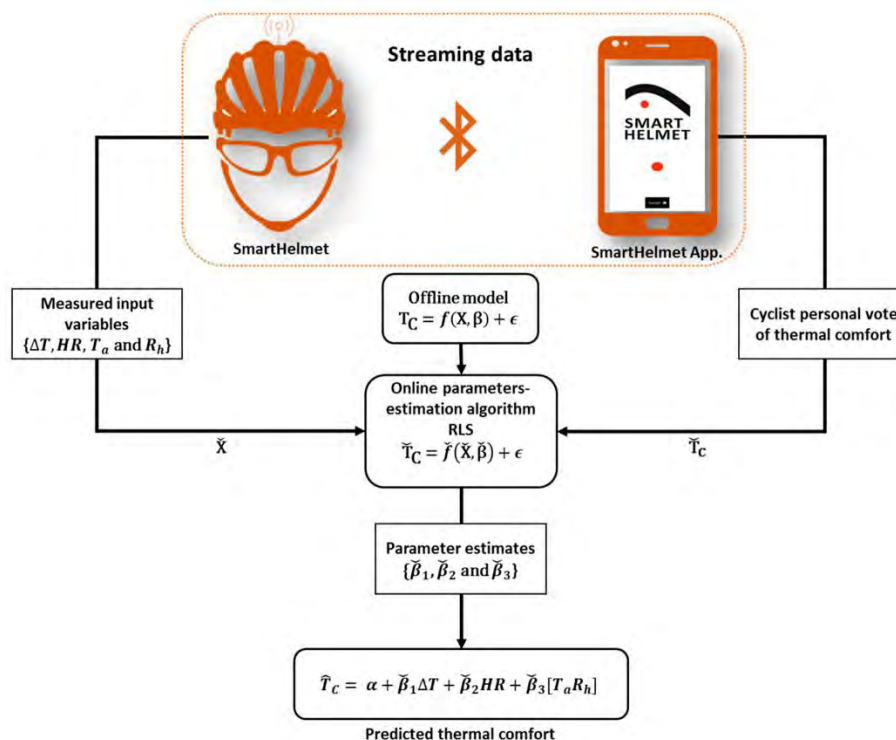 Streaming data
SMART
HELMET
SmartHelmet
SmartHelmet App.
Measured input
variables
{ΔT, HR, Tₐ and Rₕ}
Offline model
T_C = f(X, β) + ϵ
Cyclist personal vote
of thermal comfort
Online parameters-
estimation algorithm
RLS
T̆_C = f̆(X̆, β̆) + ϵ
X̆
T̆_C
Parameter estimates
{β̆₁, β̆₂ and β̆₃}
T̂_C = α + β̆₁ΔT + β̆₂HR + β̆₃[TₐRₕ]
Predicted thermal comfort